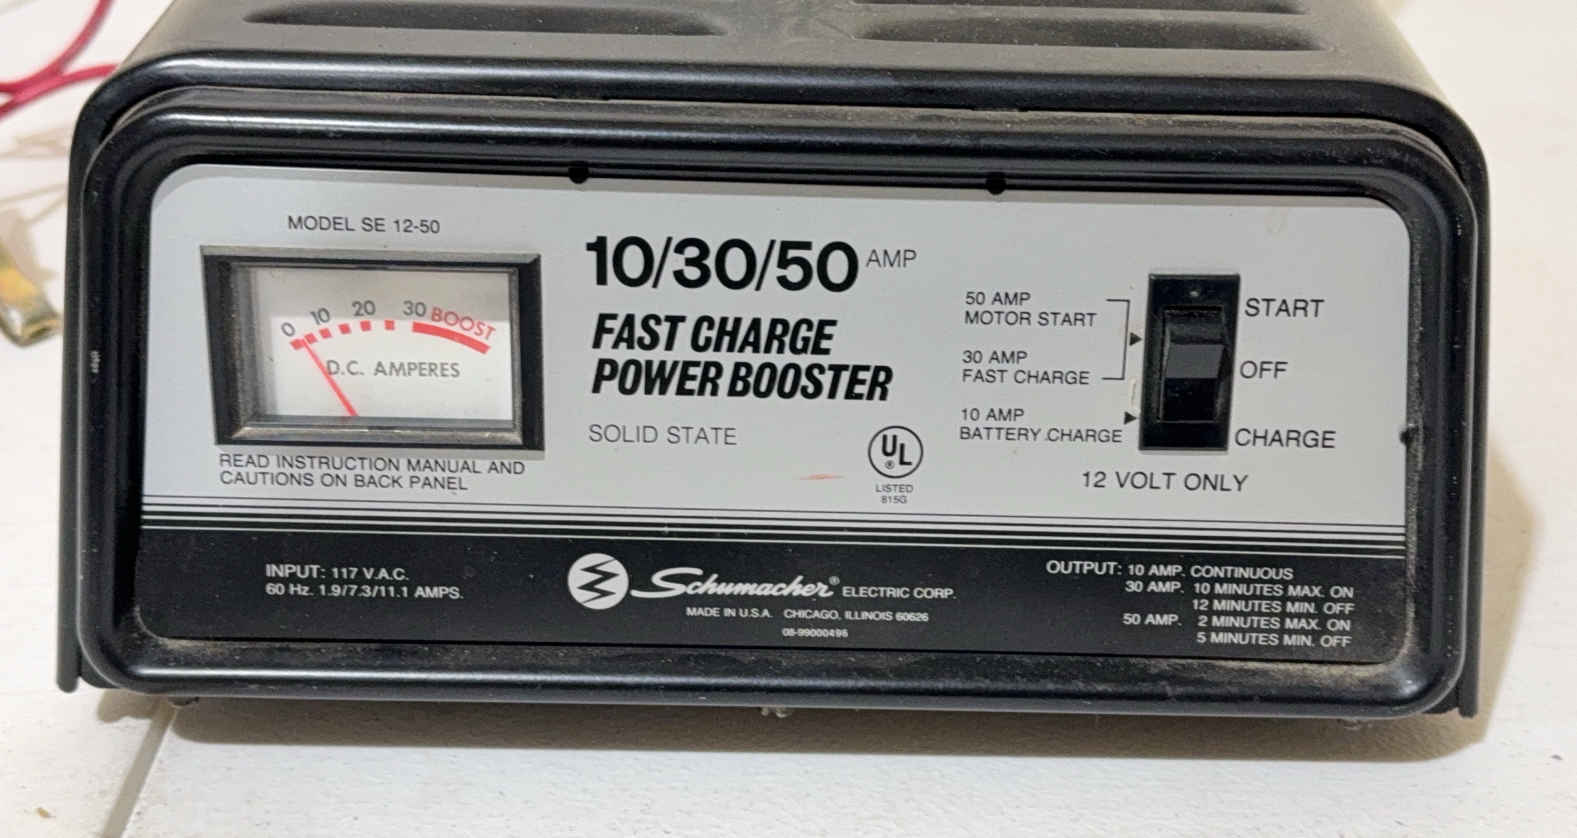 MODEL SE 12-50
0 10 20 30 BOOST
D.C. AMPERES
READ INSTRUCTION MANUAL AND
CAUTIONS ON BACK PANEL
10/30/50 AMP
FAST CHARGE
POWER BOOSTER
SOLID STATE
UL
®
LISTED
815G
50 AMP
MOTOR START
30 AMP
FAST CHARGE
10 AMP
BATTERY CHARGE
START
OFF
CHARGE
12 VOLT ONLY
INPUT: 117 V.A.C.
60 Hz. 1.9/7.3/11.1 AMPS.
Schumacher® ELECTRIC CORP.
MADE IN U.S.A. CHICAGO, ILLINOIS 60626
08-99000496
OUTPUT: 10 AMP. CONTINUOUS
30 AMP. 10 MINUTES MAX. ON
12 MINUTES MIN. OFF
50 AMP. 2 MINUTES MAX. ON
5 MINUTES MIN. OFF